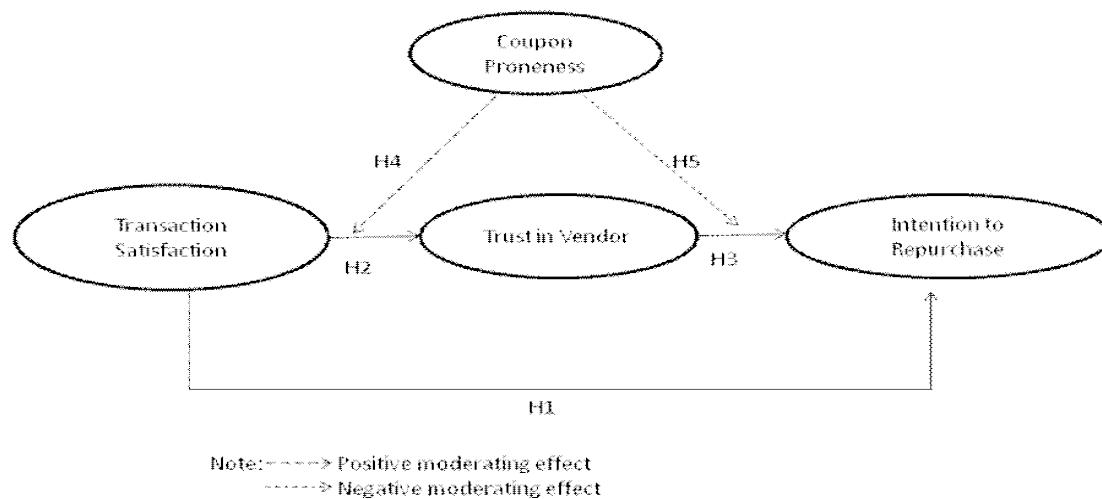 Coupon
Proneness
H4
H5
Transaction
Satisfaction
Trust in Vendor
Intention to
Repurchase
H2
H3
H1
Note: Positive moderating effect
Negative moderating effect